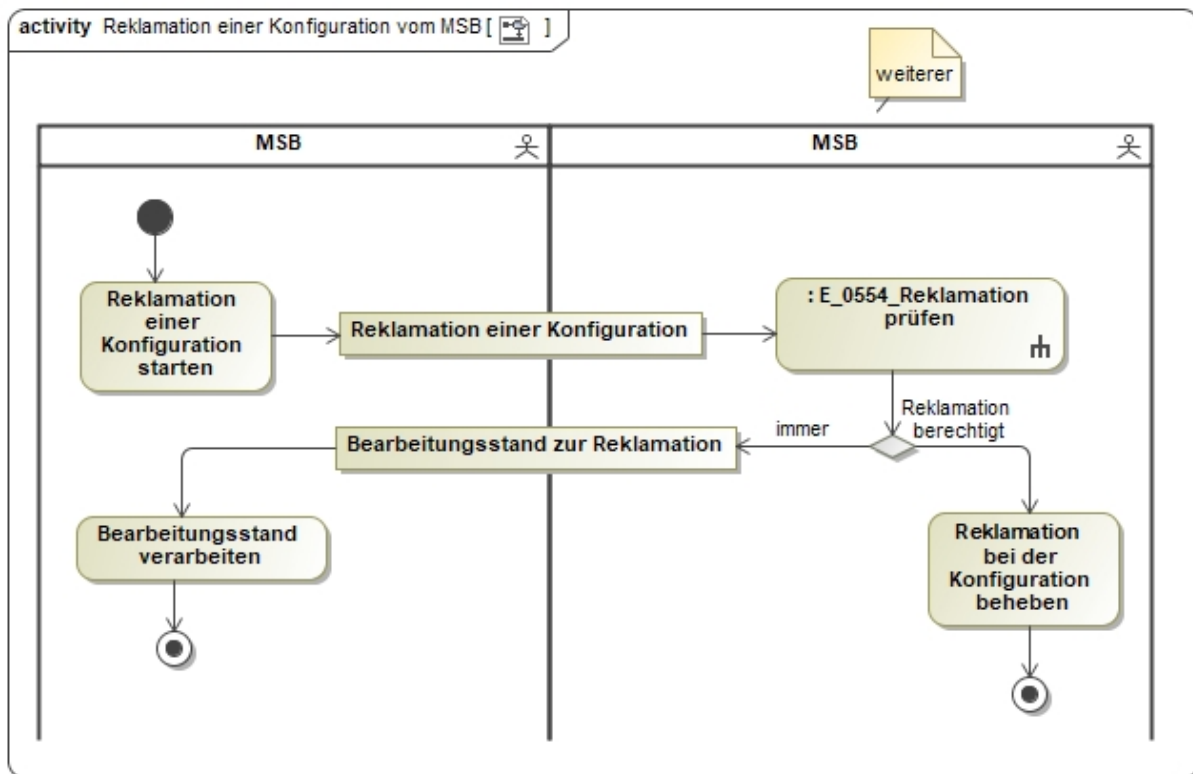 activity Reklamation einer Konfiguration vom MSB [ ]
weiterer
MSB
MSB
Reklamation
einer
Konfiguration
starten
Reklamation einer Konfiguration
: E_0554_Reklamation
prüfen
Reklamation
berechtigt
immer
Bearbeitungsstand zur Reklamation
Bearbeitungsstand
verarbeiten
Reklamation
bei der
Konfiguration
beheben